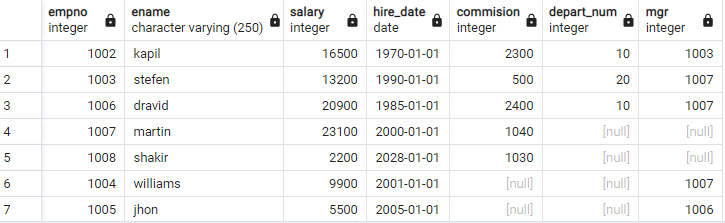 empno ename salary hire_date commision depart_num mgr
integer character varying (250) integer date integer integer integer
1 1002 kapil 16500 1970-01-01 2300 10 1003
2 1003 stefen 13200 1990-01-01 500 20 1007
3 1006 dravid 20900 1985-01-01 2400 10 1007
4 1007 martin 23100 2000-01-01 1040 [null] [null]
5 1008 shakir 2200 2028-01-01 1030 [null] [null]
6 1004 williams 9900 2001-01-01 [null] [null] 1007
7 1005 jhon 5500 2005-01-01 [null] [null] 1006